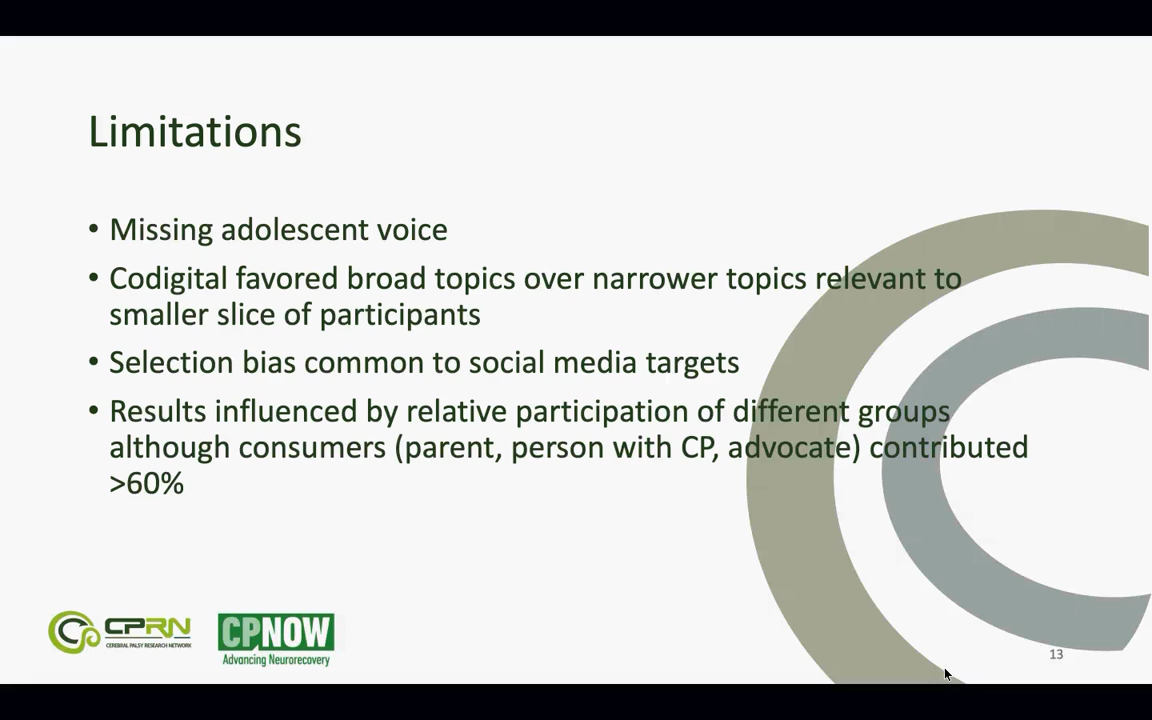 Limitations
• Missing adolescent voice
• Codigital favored broad topics over narrower topics relevant to
smaller slice of participants
• Selection bias common to social media targets
• Results influenced by relative participation of different groups
although consumers (parent, person with CP, advocate) contributed
>60%
CPRN
CEREBRAL PALSY RESEARCH NETWORK
CPNOW
Advancing Neurorecovery
13